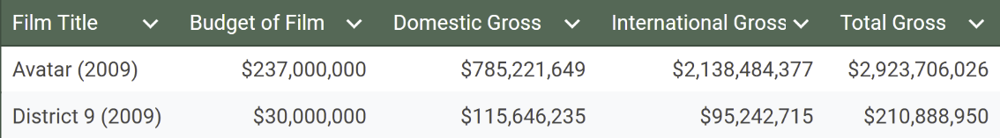 Film Title Budget of Film Domestic Gross International Gross Total Gross
Avatar (2009) $237,000,000 $785,221,649 $2,138,484,377 $2,923,706,026
District 9 (2009) $30,000,000 $115,646,235 $95,242,715 $210,888,950